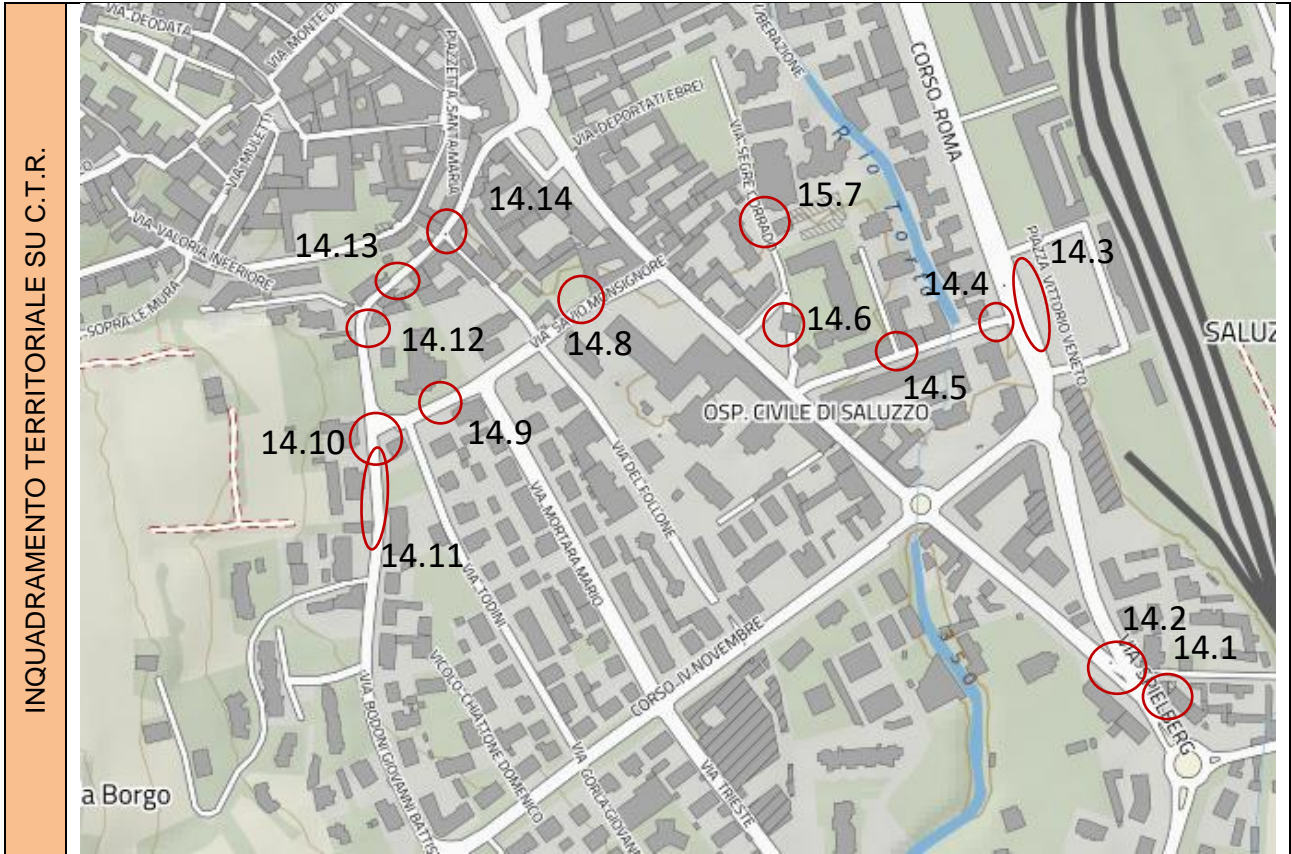 INQUADRAMENTO TERRITORIALE SU C.T.R.
VIA DEODATA
VIA MULETTI
VIA VALORIA INFERIORE
SOPRA LE MURA
PIAZZETTA SANTA MARIA
VIA DEPORTATI EBREI
VIA SEGRE CORRADO
LIBERAZIONE
Rio Torto
CORSO ROMA
PIAZZA VITTORIO VENETO
SALUZ
14.14
15.7
14.3
14.13
14.4
14.6
14.12
VIA SAVIO MONSIGNORE
14.8
14.5
OSP. CIVILE DI SALUZZO
14.10
14.9
14.11
VIA DEL FOLLONE
VIA MORTARA MARIO
VIA TODINI
VICOLO CHIATTONE DOMENICO
VIA BODONI GIOVANNI BATTIS
CORSO IV NOVEMBRE
VIA GORLA GIOVANN
VIA TRIESTE
350
14.2
14.1
VIA SPIELBERG
a Borgo